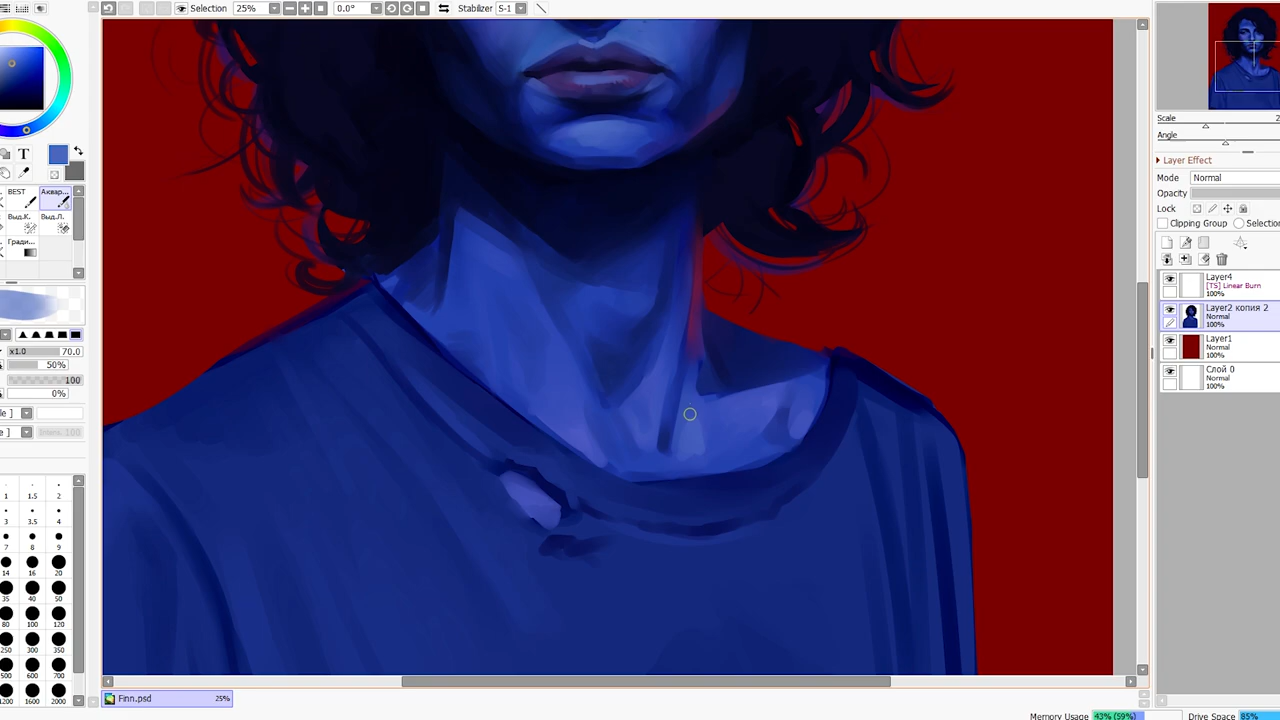 Selection 25% 0.0° Stabilizer S-1
T
BEST Аквар...
Выд.К. Выд.Л.
Гради...
x1.0 70.0
50%
100
0%
1 1.5 2
3 3.5 4
7 8 9
14 16 20
35 40 50
80 100 120
250 300 350
500 600 700
1200 1600 2000
Finn.psd 25%
Scale 2
Angle
Layer Effect
Mode Normal
Opacity
Lock
Clipping Group Selection
Layer4
[TS] Linear Burn
100%
Layer2 копия 2
Normal
100%
Layer1
Normal
100%
Слой 0
Normal
100%
Memory Usage 43% (59%) Drive Space 85%